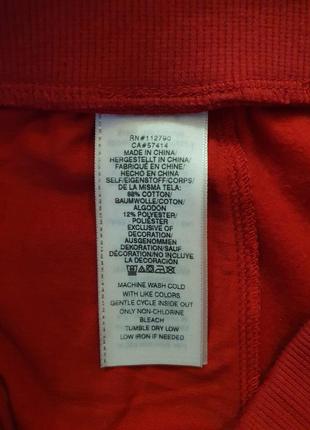 RN#112790
CA#57414
MADE IN CHINA/
HERGESTELLT IN CHINA/
FABRIQUÉ EN CHINE/
HECHO EN CHINA
SELF/EIGENSTOFF/CORPS/
DE LA MISMA TELA:
88% COTTON/
BAUMWOLLE/COTON/
ALGODÓN
12% POLYESTER/
POLIÉSTER
EXCLUSIVE OF
DECORATION/
AUSGENOMMEN
DEKORATION/SAUF
DÉCORATION/NO INCLUYE
LA DECORACIÓN
MACHINE WASH COLD
WITH LIKE COLORS
GENTLE CYCLE INSIDE OUT
ONLY NON-CHLORINE
BLEACH
TUMBLE DRY LOW
LOW IRON IF NEEDED